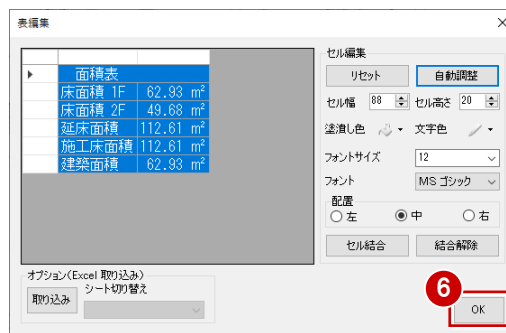 表編集
面積表
床面積 1F 62.93 m²
床面積 2F 49.68 m²
延床面積 112.61 m²
施工床面積 112.61 m²
建築面積 62.93 m²
セル編集
リセット 自動調整
セル幅 88 セル高さ 20
塗潰し色 文字色
フォントサイズ 12
フォント MS ゴシック
配置
左 中 右
セル結合 結合解除
オプション(Excel 取り込み)
取り込み シート切り替え
6
OK